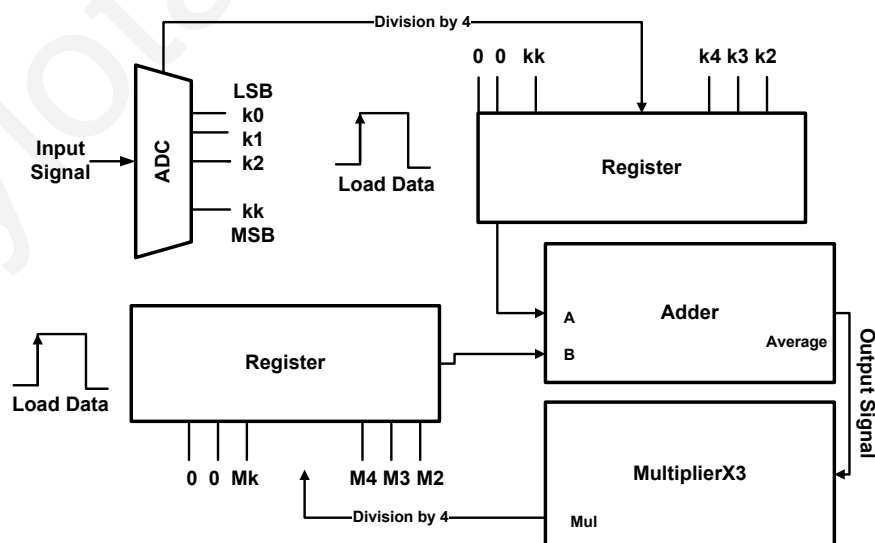 Division by 4
0 0 kk k4 k3 k2
LSB
k0
k1
k2
kk
MSB
Input
Signal
ADC
Load Data
Register
Adder
A
B
Average
Output Signal
Register
Load Data
0 0 Mk M4 M3 M2
Division by 4
MultiplierX3
Mul